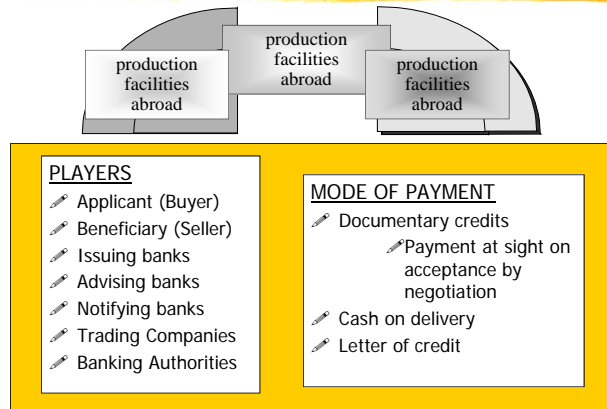 production
facilities
abroad
production
facilities
abroad
production
facilities
abroad
PLAYERS
Applicant (Buyer)
Beneficiary (Seller)
Issuing banks
Advising banks
Notifying banks
Trading Companies
Banking Authorities
MODE OF PAYMENT
Documentary credits
Payment at sight on
acceptance by
negotiation
Cash on delivery
Letter of credit